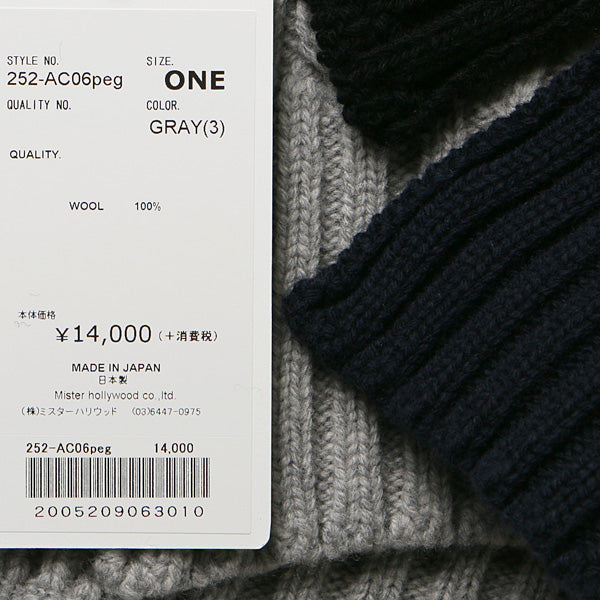 STYLE NO. SIZE.
252-AC06peg ONE
QUALITY NO. COLOR.
GRAY(3)
QUALITY.
WOOL 100%
本体価格
¥14,000 (+消費税)
MADE IN JAPAN
日本製
Mister hollywood co.,ltd.
(株)ミスターハリウッド (03)6447-0975
252-AC06peg 14,000
2005209063010